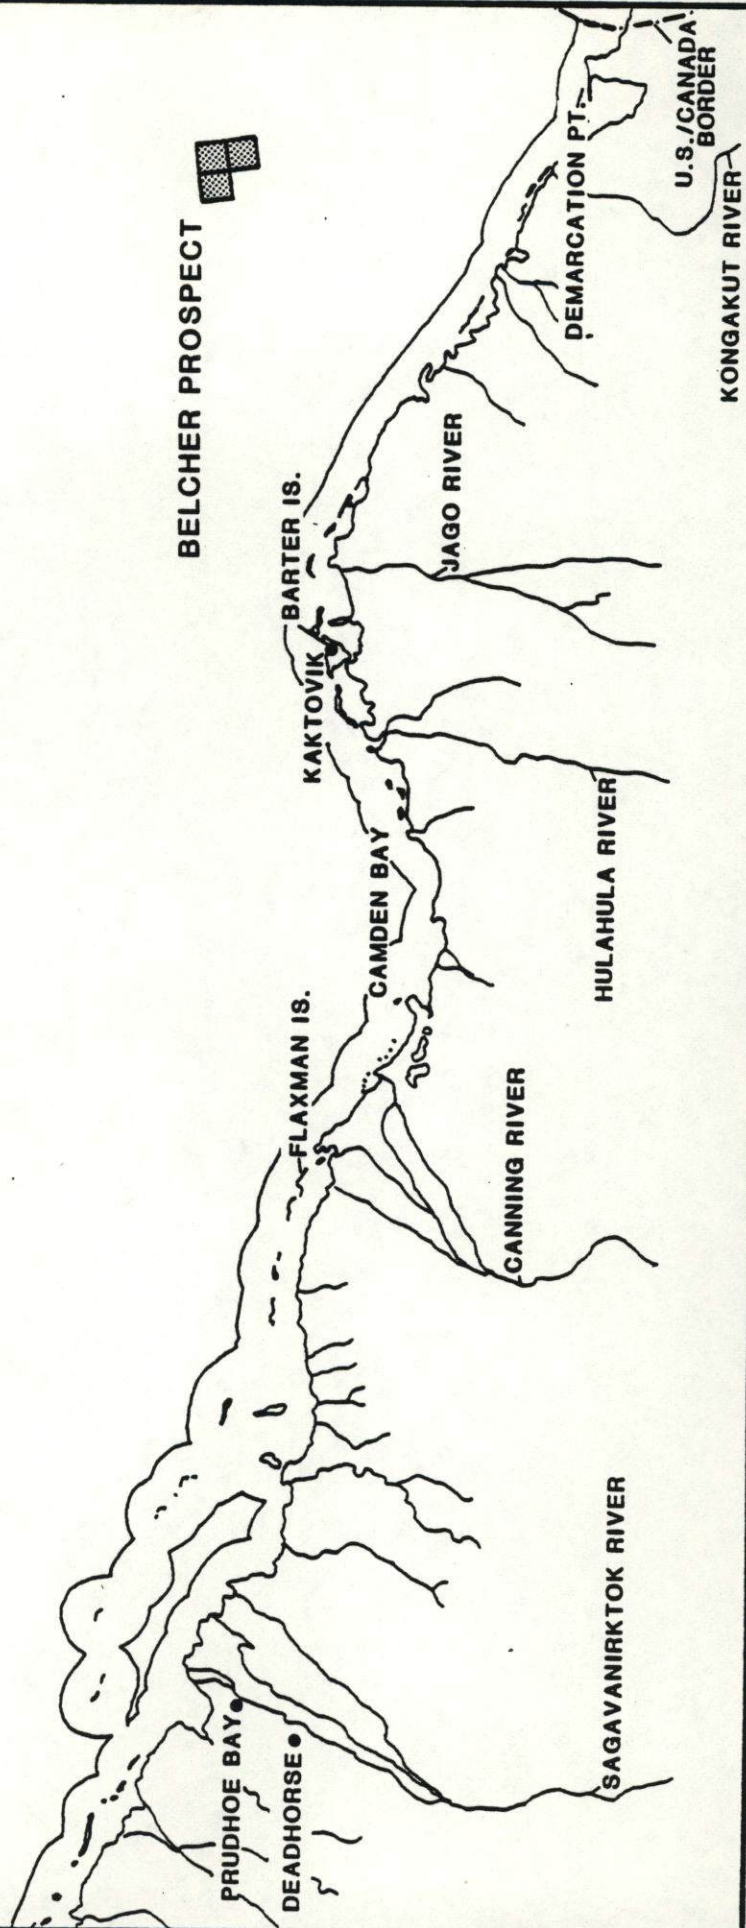 BELCHER PROSPECT
BARTER IS.
KAKTOVIK
FLAXMAN IS.
CAMDEN BAY
PRUDHOE BAY
DEADHORSE
SAGAVANIRKTOK RIVER
CANNING RIVER
HULAHULA RIVER
JAGO RIVER
DEMARCATION PT.
KONGAKUT RIVER
U.S./CANADA
BORDER